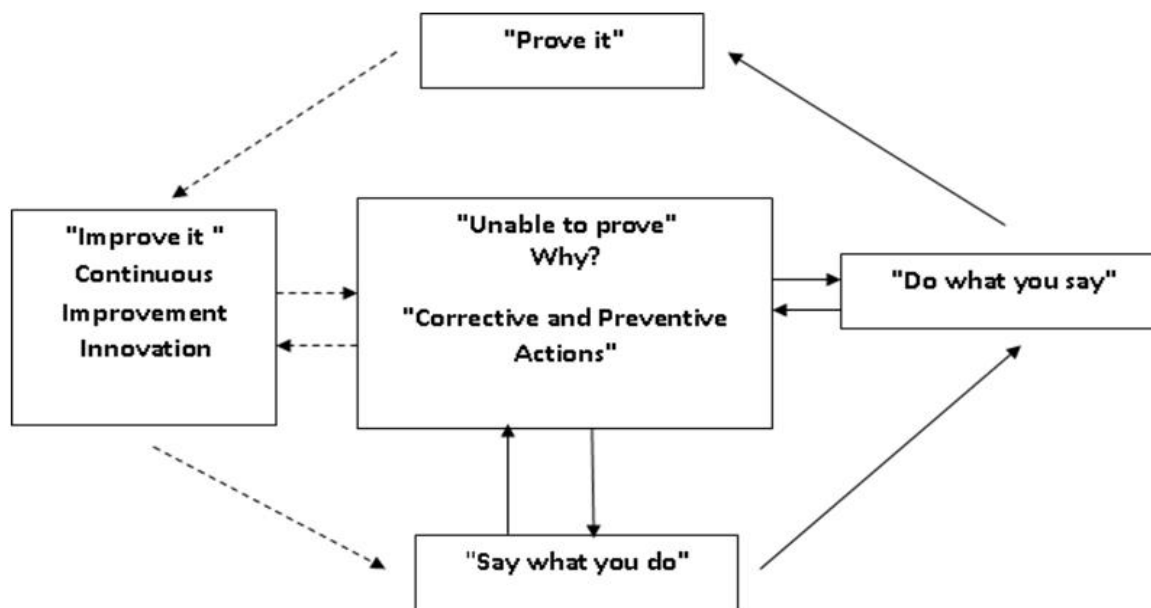 "Prove it"
"Improve it "
Continuous
Improvement
Innovation
"Unable to prove"
Why?
"Corrective and Preventive
Actions"
"Do what you say"
"Say what you do"